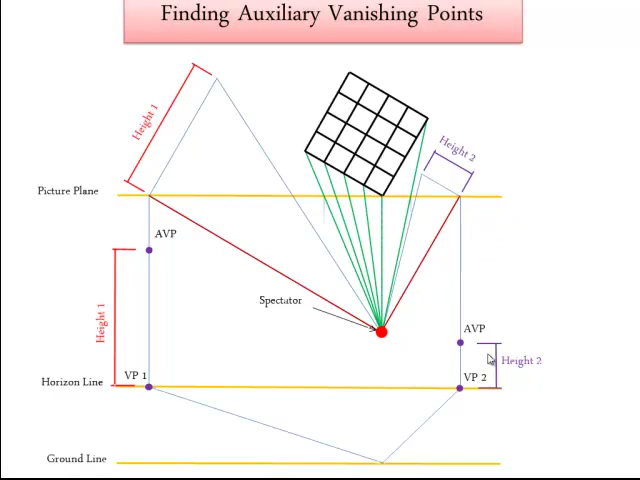 Finding Auxiliary Vanishing Points
Height 1
Height 2
Picture Plane
AVP
Spectator
Height 1
AVP
Height 2
VP 1
VP 2
Horizon Line
Ground Line